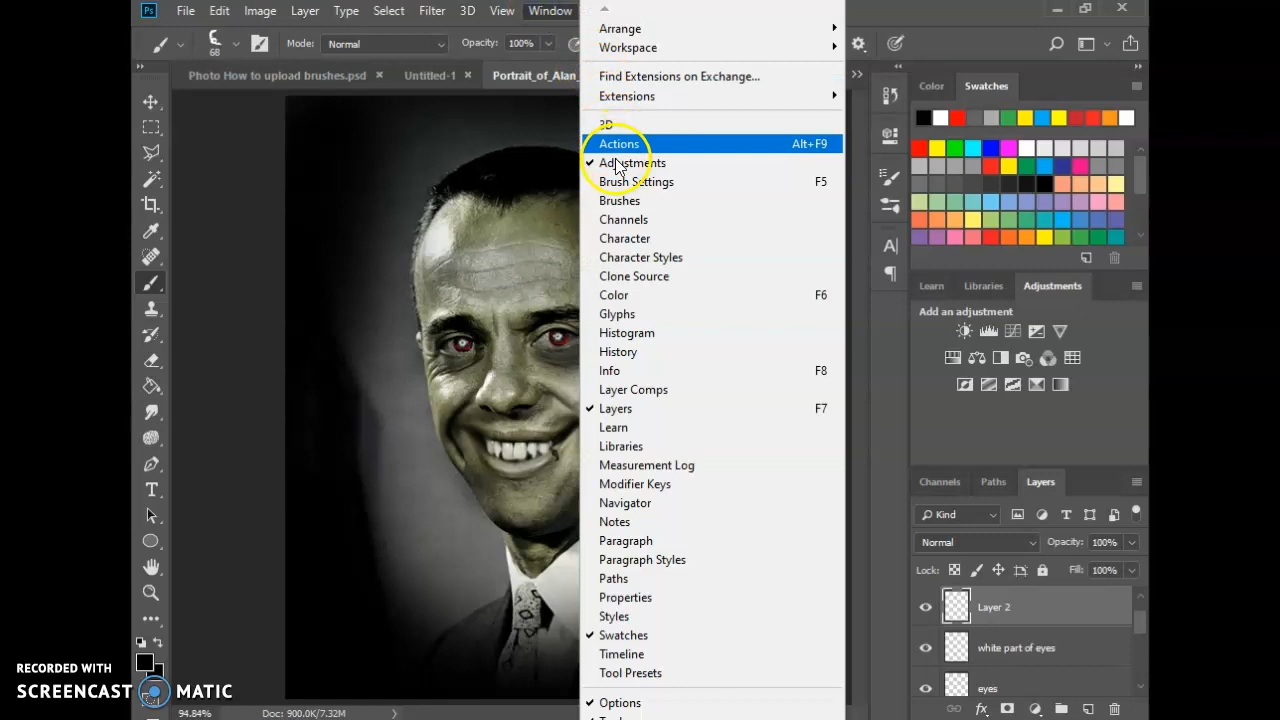 Ps File Edit Image Layer Type Select Filter 3D View Window
68 Mode: Normal Opacity: 100%
Photo How to upload brushes.psd × Untitled-1 × Portrait_of_Alan_
Arrange
Workspace
Find Extensions on Exchange...
Extensions
3D
Actions Alt+F9
Adjustments
Brush Settings F5
Brushes
Channels
Character
Character Styles
Clone Source
Color F6
Glyphs
Histogram
History
Info F8
Layer Comps
Layers F7
Learn
Libraries
Measurement Log
Modifier Keys
Navigator
Notes
Paragraph
Paragraph Styles
Paths
Properties
Styles
Swatches
Timeline
Tool Presets
Options
Color Swatches
Learn Libraries Adjustments
Add an adjustment
Channels Paths Layers
Kind
Normal Opacity: 100%
Lock: Fill: 100%
Layer 2
white part of eyes
eyes
94.84% Doc: 900.0K/7.32M
RECORDED WITH
SCREENCAST MATIC